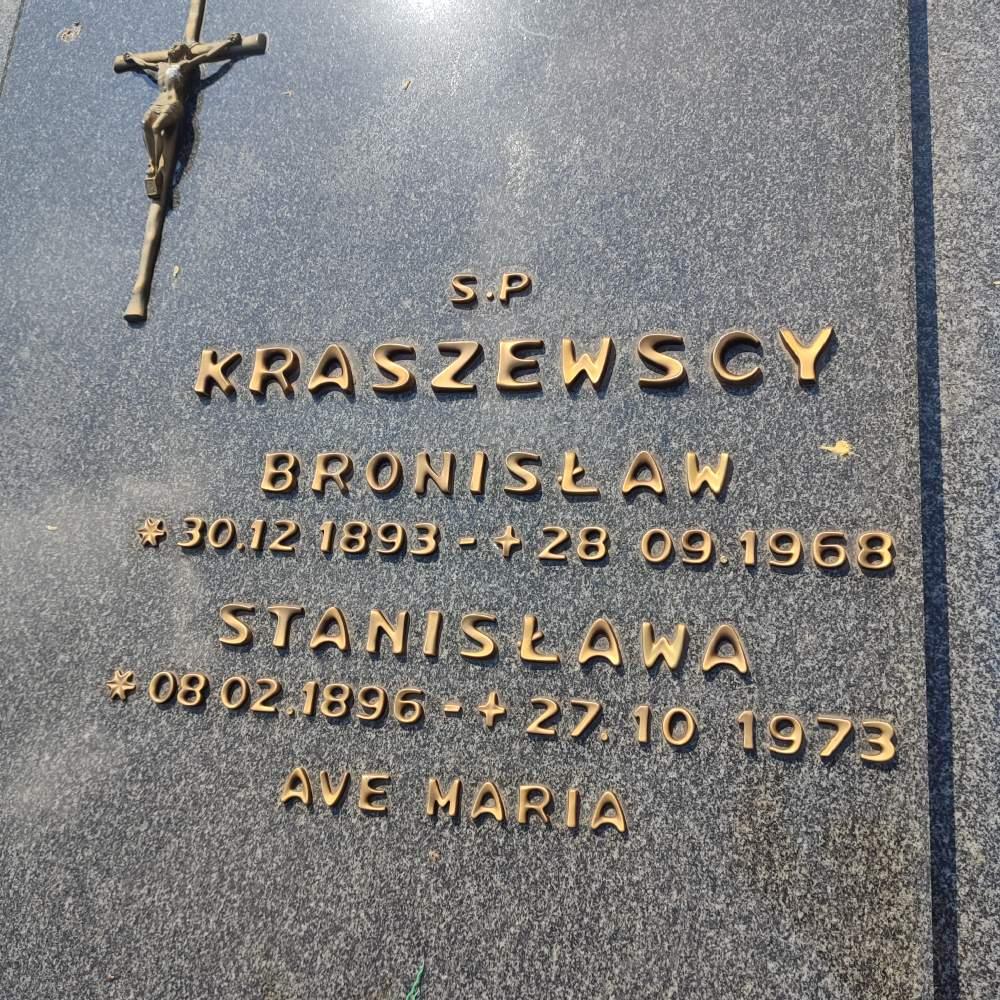 S.P
KRASZEWSCY
BRONISŁAW
* 30.12 1893 - + 28 09.1968
STANISŁAWA
* 08 02.1896 - + 27.10 1973
AVE MARIA